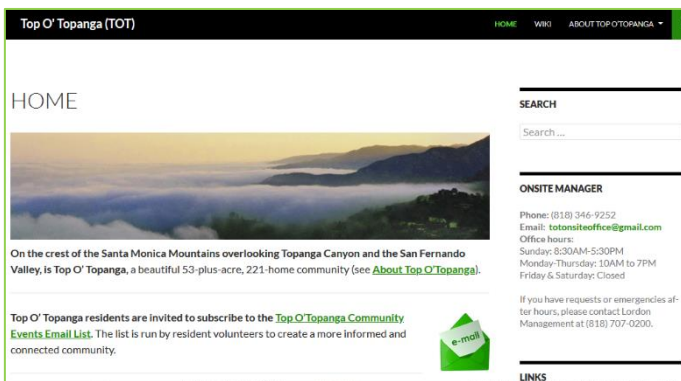 Top O' Topanga (TOT)
HOME WIKI ABOUT TOP O'TOPANGA
HOME
On the crest of the Santa Monica Mountains overlooking Topanga Canyon and the San Fernando
Valley, is Top O' Topanga, a beautiful 53-plus-acre, 221-home community (see About Top O'Topanga).
Top O' Topanga residents are invited to subscribe to the Top O'Topanga Community
Events Email List. The list is run by resident volunteers to create a more informed and
connected community.
e-mail
SEARCH
Search ...
ONSITE MANAGER
Phone: (818) 346-9252
Email: totonsiteoffice@gmail.com
Office hours:
Sunday: 8:30AM-5:30PM
Monday-Thursday: 10AM to 7PM
Friday & Saturday: Closed
If you have requests or emergencies af-
ter hours, please contact Lordon
Management at (818) 707-0200.
LINKS